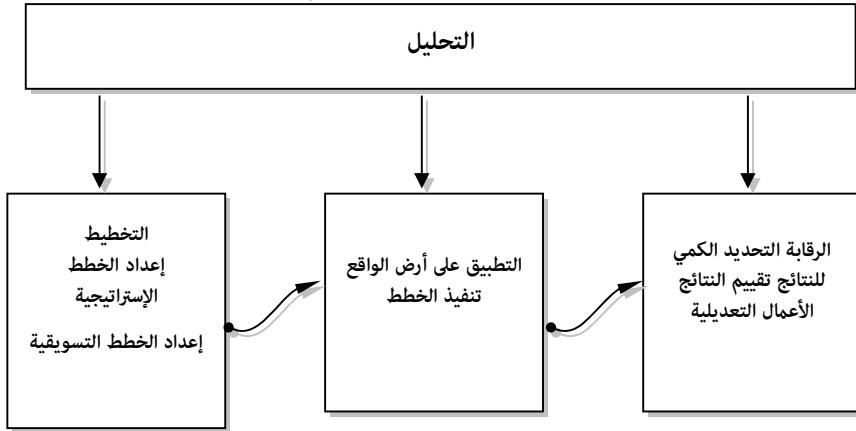 التحليل
التخطيط
إعداد الخطط
الإستراتيجية
إعداد الخطط التسويقية
التطبيق على أرض الواقع
تنفيذ الخطط
الرقابة التحديد الكمي
للنتائج تقييم النتائج
الأعمال التعديلية